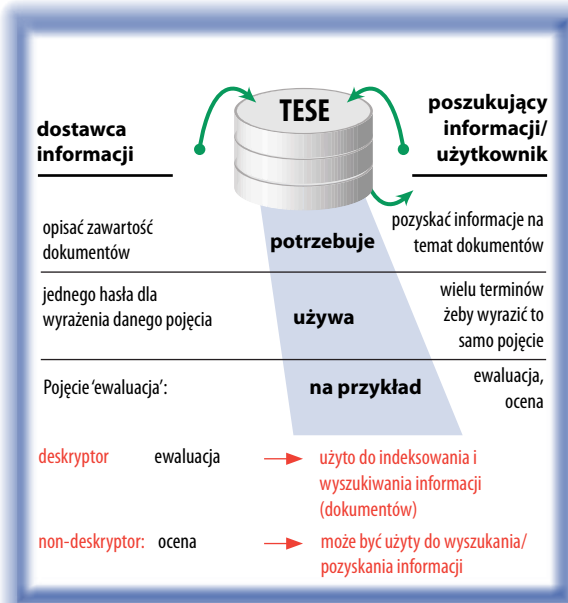 TESE
dostawca
informacji
poszukujący
informacji/
użytkownik
opisać zawartość
dokumentów
potrzebuje
pozyskać informacje na
temat dokumentów
jednego hasła dla
wyrażenia danego pojęcia
używa
wielu terminów
żeby wyrazić to
samo pojęcie
Pojęcie ‘ewaluacja’:
na przykład
ewaluacja,
ocena
deskryptor ewaluacja
użyto do indeksowania i
wyszukiwania informacji
(dokumentów)
non-deskryptor: ocena
może być użyty do wyszukania/
pozyskania informacji